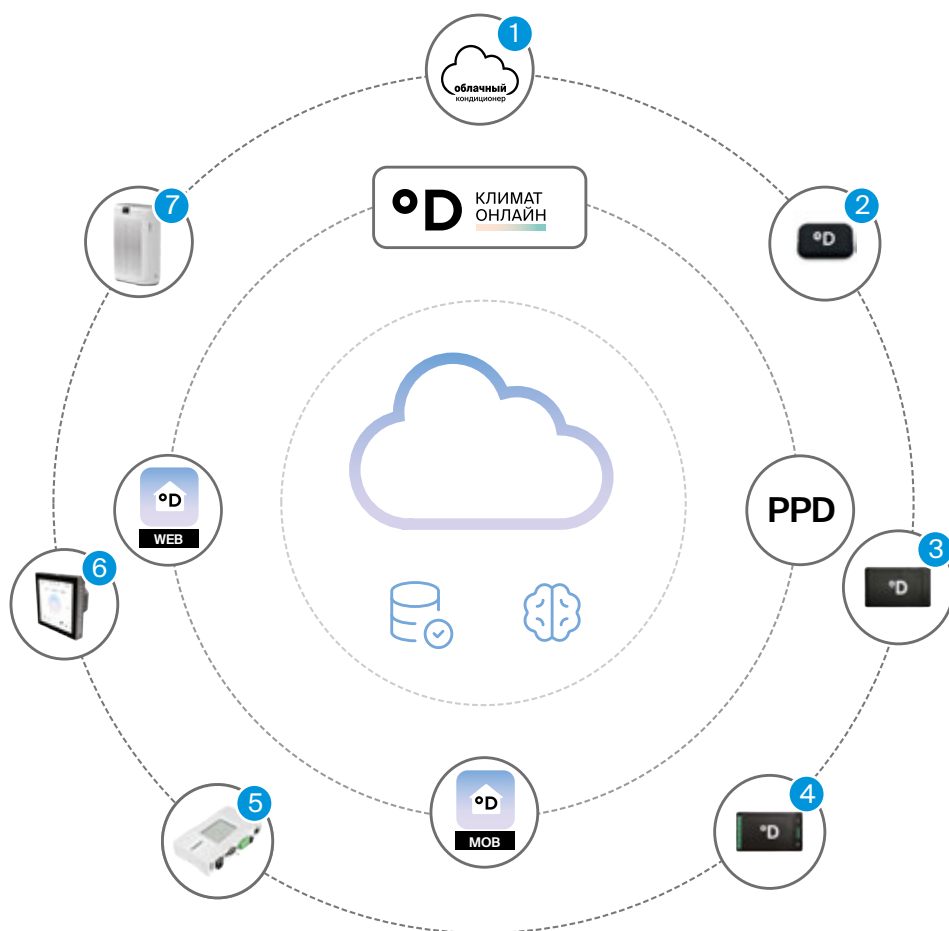 1
облачный
кондиционер
7
°D
КЛИМАТ
ОНЛАЙН
2
°D
°D
WEB
PPD
3
°D
6
5
°D
MOB
4
°D